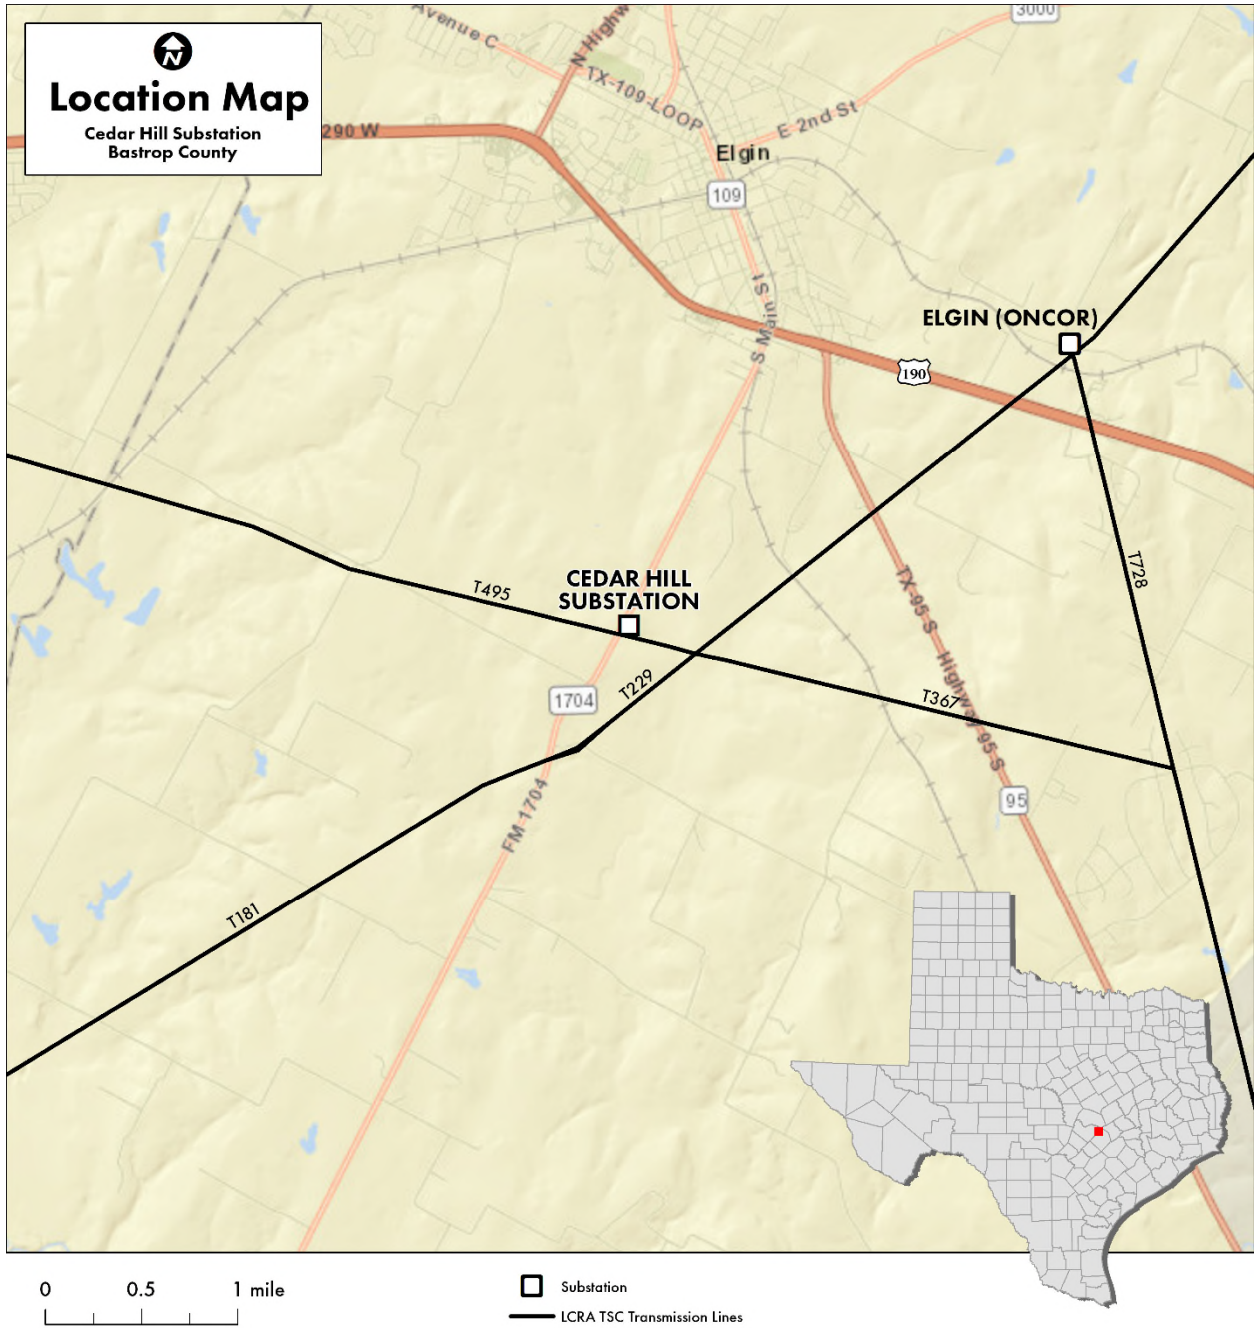 N
Location Map
Cedar Hill Substation
Bastrop County
Avenue C
N Highw
3000
TX-109-LOOP
290 W
E 2nd St
Elgin
109
S Main St
ELGIN (ONCOR)
190
T728
T495
CEDAR HILL
SUBSTATION
TX-95 S
Highway 95 S
T229
1704
T367
95
FM-1704
T181
0 0.5 1 mile
Substation
LCRA TSC Transmission Lines